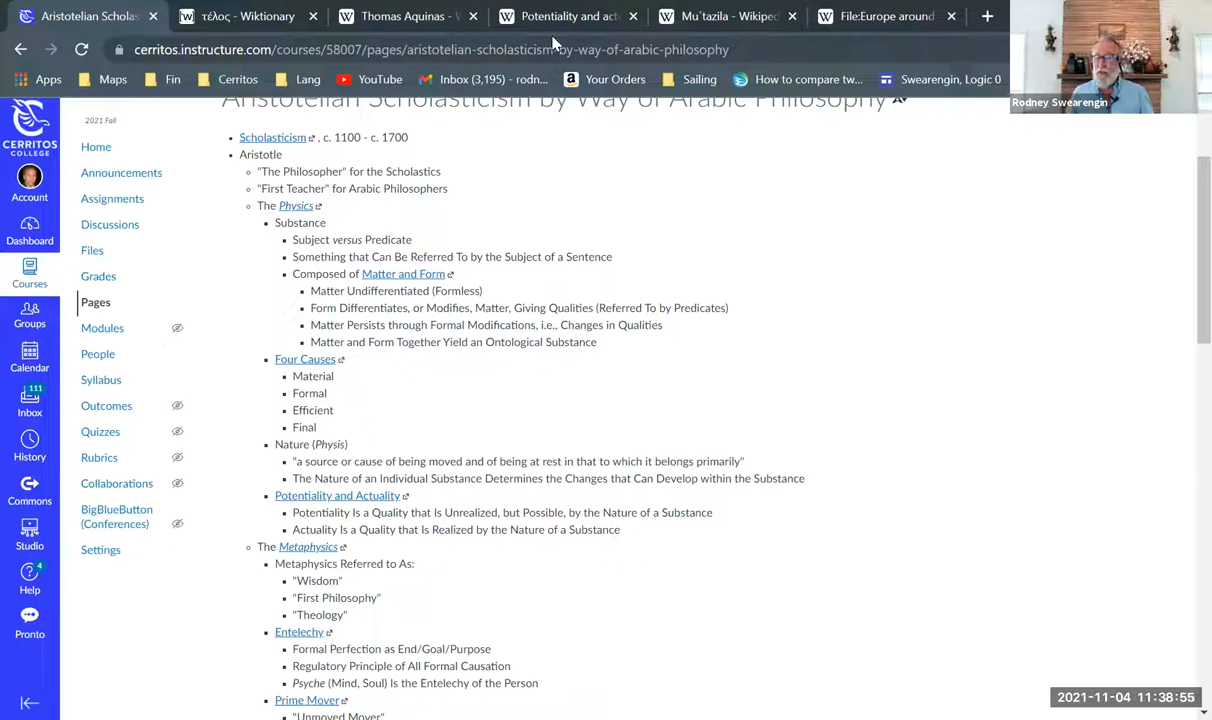 Aristotelian Scholas
τέλος - Wiktionary
Thomas Aquinas -
Potentiality and act
Muʿtazila - Wikiped
File:Europe around
cerritos.instructure.com/courses/58007/pages/aristotelian-scholasticism-by-way-of-arabic-philosophy
Apps
Maps
Fin
Cerritos
Lang
YouTube
Inbox (3,195) - rodn...
Your Orders
Sailing
How to compare tw...
Swearengin, Logic 0
Rodney Swearengin
CERRITOS
COLLEGE
Account
Dashboard
Courses
Groups
Calendar
111
Inbox
History
Commons
Studio
4
Help
Pronto
2021 Fall
Home
Announcements
Assignments
Discussions
Files
Grades
Pages
Modules
People
Syllabus
Outcomes
Quizzes
Rubrics
Collaborations
BigBlueButton
(Conferences)
Settings
Aristotelian Scholasticism by Way of Arabic Philosophy
Scholasticism , c. 1100 - c. 1700
Aristotle
"The Philosopher" for the Scholastics
"First Teacher" for Arabic Philosophers
The Physics
Substance
Subject versus Predicate
Something that Can Be Referred To by the Subject of a Sentence
Composed of Matter and Form
Matter Undifferentiated (Formless)
Form Differentiates, or Modifies, Matter, Giving Qualities (Referred To by Predicates)
Matter Persists through Formal Modifications, i.e., Changes in Qualities
Matter and Form Together Yield an Ontological Substance
Four Causes
Material
Formal
Efficient
Final
Nature (Physis)
"a source or cause of being moved and of being at rest in that to which it belongs primarily"
The Nature of an Individual Substance Determines the Changes that Can Develop within the Substance
Potentiality and Actuality
Potentiality Is a Quality that Is Unrealized, but Possible, by the Nature of a Substance
Actuality Is a Quality that Is Realized by the Nature of a Substance
The Metaphysics
Metaphysics Referred to As:
"Wisdom"
"First Philosophy"
"Theology"
Entelechy
Formal Perfection as End/Goal/Purpose
Regulatory Principle of All Formal Causation
Psyche (Mind, Soul) Is the Entelechy of the Person
Prime Mover
"Unmoved Mover"
2021-11-04 11:38:55